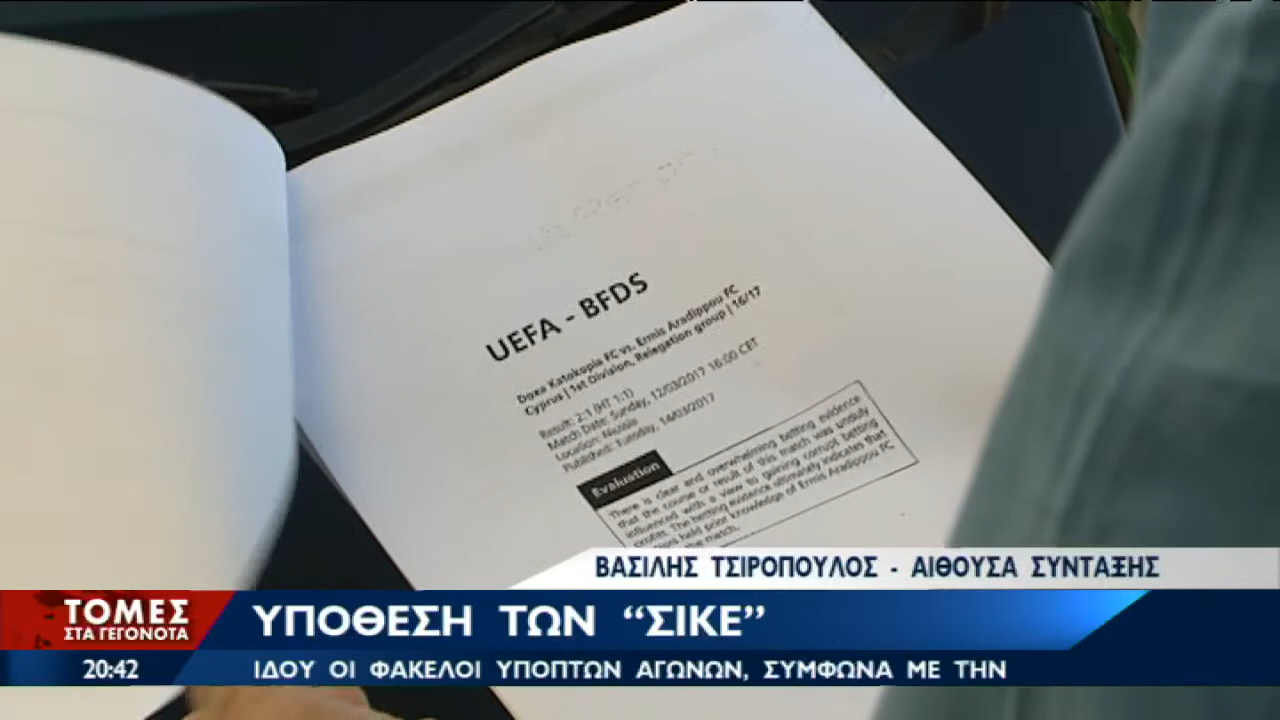 UEFA - BFDS
Doxa Katokopia FC vs. Ermis Aradippou FC
Cyprus | 1st Division, Relegation group | 16/17
Result: 2:1 (HT 1:1)
Match Date: Sunday, 12/03/2017 16:00 CET
Location: Nicosia
Published: Tuesday, 14/03/2017
Evaluation
There is clear and overwhelming betting evidence
that the course or result of this match was unduly
influenced with a view to gaining corrupt betting
profits. The betting evidence ultimately indicates that
held prior knowledge of Ermis Aradippou FC
the match.
ΒΑΣΙΛΗΣ ΤΣΙΡΟΠΟΥΛΟΣ - ΑΙΘΟΥΣΑ ΣΥΝΤΑΞΗΣ
ΤΟΜΕΣ
ΣΤΑ ΓΕΓΟΝΟΤΑ
ΥΠΟΘΕΣΗ ΤΩΝ “ΣΙΚΕ”
20:42
ΙΔΟΥ ΟΙ ΦΑΚΕΛΟΙ ΥΠΟΠΤΩΝ ΑΓΩΝΩΝ, ΣΥΜΦΩΝΑ ΜΕ ΤΗΝ